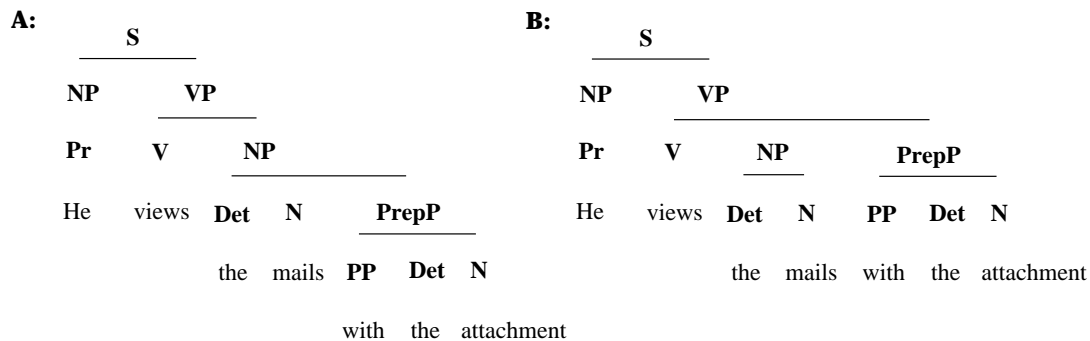 A:
S
NP VP
Pr V NP
He views Det N PrepP
the mails PP Det N
with the attachment
B:
S
NP VP
Pr V NP PrepP
He views Det N PP Det N
the mails with the attachment